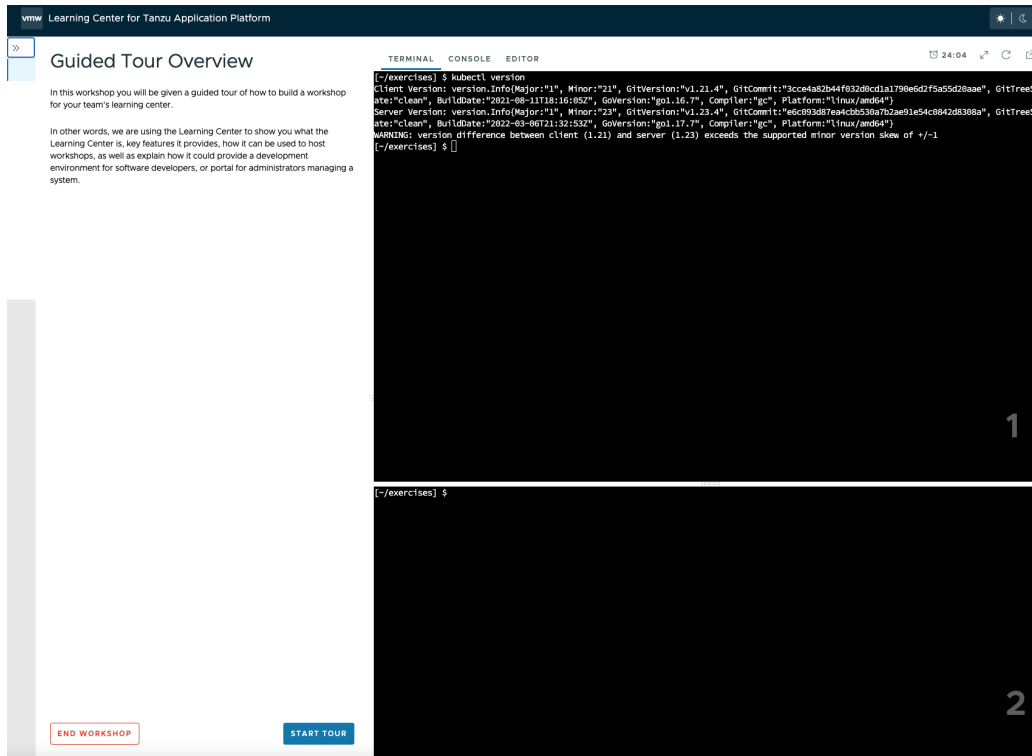 vmw Learning Center for Tanzu Application Platform
Guided Tour Overview
In this workshop you will be given a guided tour of how to build a workshop
for your team's learning center.
In other words, we are using the Learning Center to show you what the
Learning Center is, key features it provides, how it can be used to host
workshops, as well as explain how it could provide a development
environment for software developers, or portal for administrators managing a
system.
END WORKSHOP
START TOUR
TERMINAL CONSOLE EDITOR
24:04
[~/exercises] $ kubectl version
Client Version: version.Info{Major:"1", Minor:"21", GitVersion:"v1.21.4", GitCommit:"3cce4a82b44f032d0cd1a1790e6d2f5a55d20aae", GitTreeS
ate:"clean", BuildDate:"2021-08-11T18:16:05Z", GoVersion:"go1.16.7", Compiler:"gc", Platform:"linux/amd64"}
Server Version: version.Info{Major:"1", Minor:"23", GitVersion:"v1.23.4", GitCommit:"e6c093d87ea4cbb530a7b2ae91e54c0842d8308a", GitTreeS
ate:"clean", BuildDate:"2022-03-06T21:32:53Z", GoVersion:"go1.17.7", Compiler:"gc", Platform:"linux/amd64"}
WARNING: version difference between client (1.21) and server (1.23) exceeds the supported minor version skew of +/-1
[~/exercises] $
1
[~/exercises] $
2